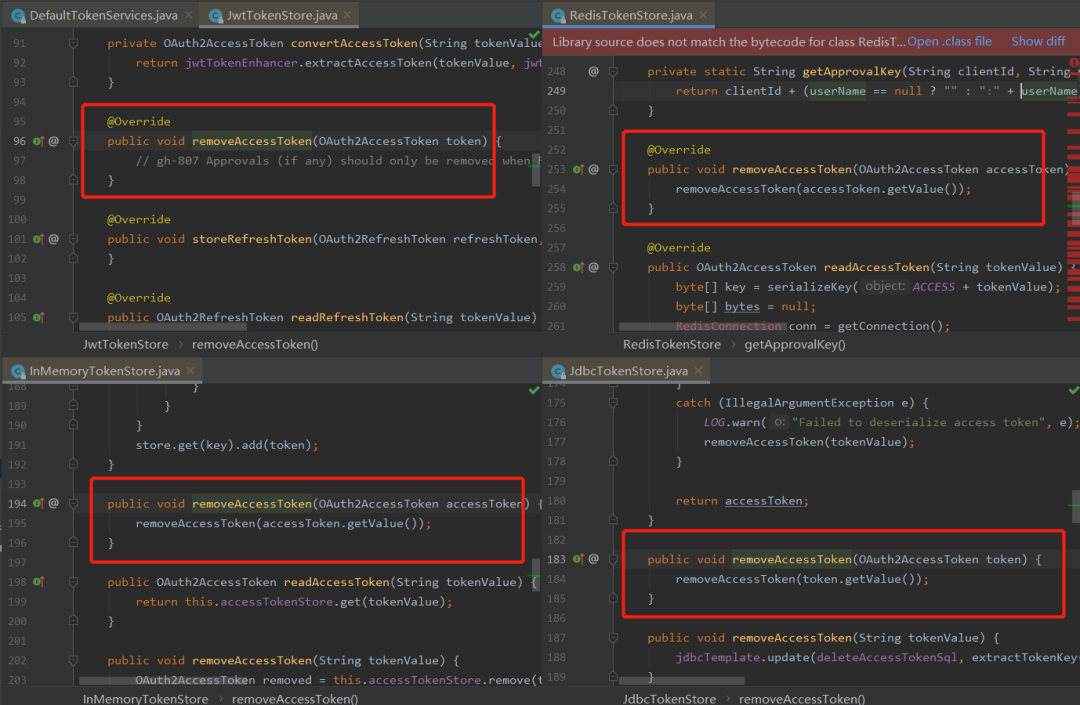 DefaultTokenServices.java
JwtTokenStore.java
91 private OAuth2AccessToken convertAccessToken(String tokenValue
92 return jwtTokenEnhancer.extractAccessToken(tokenValue, jwt
93 }
94
95 @Override
96 public void removeAccessToken(OAuth2AccessToken token) {
97 // gh-807 Approvals (if any) should only be removed when
98 }
99
100 @Override
101 public void storeRefreshToken(OAuth2RefreshToken refreshToken,
102 }
103
104 @Override
105 public OAuth2RefreshToken readRefreshToken(String tokenValue)
JwtTokenStore > removeAccessToken()
RedisTokenStore.java
Library source does not match the bytecode for class RedisT... Open .class file Show diff
248 @ private static String getApprovalKey(String clientId, String
249 return clientId + (userName == null ? "" : ":" + userName
250 }
251
252 @Override
253 public void removeAccessToken(OAuth2AccessToken accessToken)
254 removeAccessToken(accessToken.getValue());
255 }
256
257 @Override
258 public OAuth2AccessToken readAccessToken(String tokenValue) {
259 byte[] key = serializeKey( object: ACCESS + tokenValue);
260 byte[] bytes = null;
261 RedisConnection conn = getConnection();
RedisTokenStore > getApprovalKey()
InMemoryTokenStore.java
188 }
189 }
190 }
191 store.get(key).add(token);
192 }
193
194 public void removeAccessToken(OAuth2AccessToken accessToken) {
195 removeAccessToken(accessToken.getValue());
196 }
197
198 public OAuth2AccessToken readAccessToken(String tokenValue) {
199 return this.accessTokenStore.get(tokenValue);
200 }
201
202 public void removeAccessToken(String tokenValue) {
203 OAuth2AccessToken removed = this.accessTokenStore.remove(t
InMemoryTokenStore > removeAccessToken()
JdbcTokenStore.java
174 }
175 catch (IllegalArgumentException e) {
176 LOG.warn( o: "Failed to deserialize access token", e);
177 removeAccessToken(tokenValue);
178 }
179
180 return accessToken;
181 }
182
183 public void removeAccessToken(OAuth2AccessToken token) {
184 removeAccessToken(token.getValue());
185 }
186
187 public void removeAccessToken(String tokenValue) {
188 jdbcTemplate.update(deleteAccessTokenSql, extractTokenKey
189 }
JdbcTokenStore > removeAccessToken()